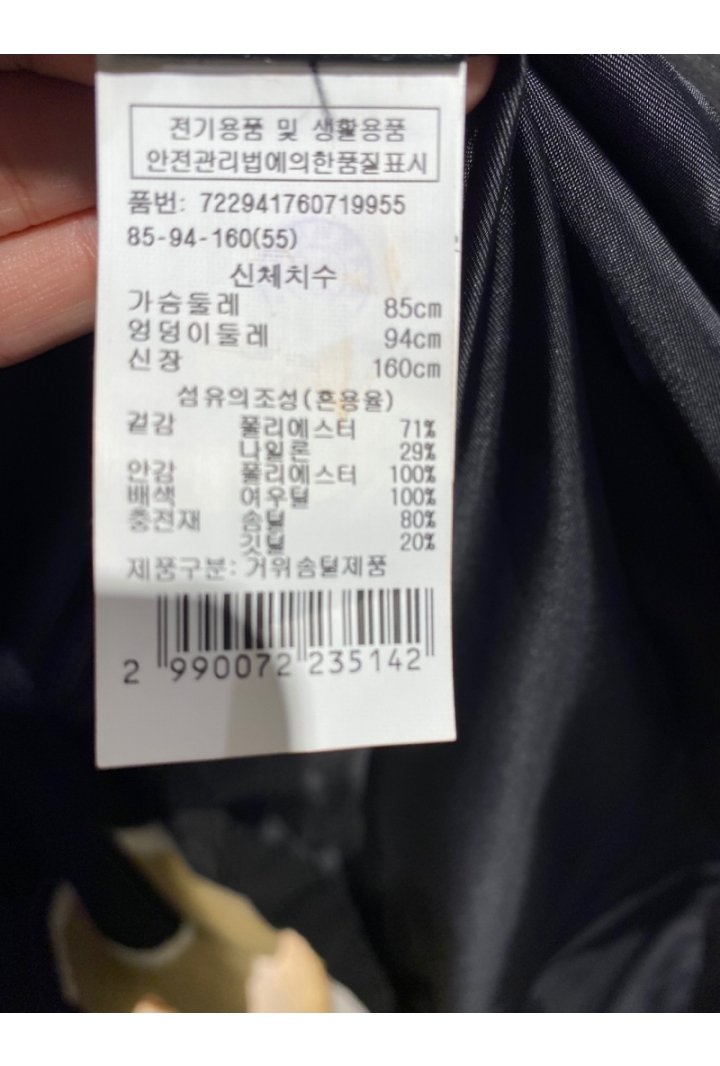 전기용품 및 생활용품
안전관리법에의한품질표시
품번: 722941760719955
85-94-160(55)
신체치수
가슴둘레 85cm
엉덩이둘레 94cm
신장 160cm
섬유의조성(혼용율)
겉감 폴리에스터 71%
나일론 29%
안감 폴리에스터 100%
배색 여우털 100%
충전재 솜털 80%
깃털 20%
제품구분: 거위솜털제품
2 990072 235142